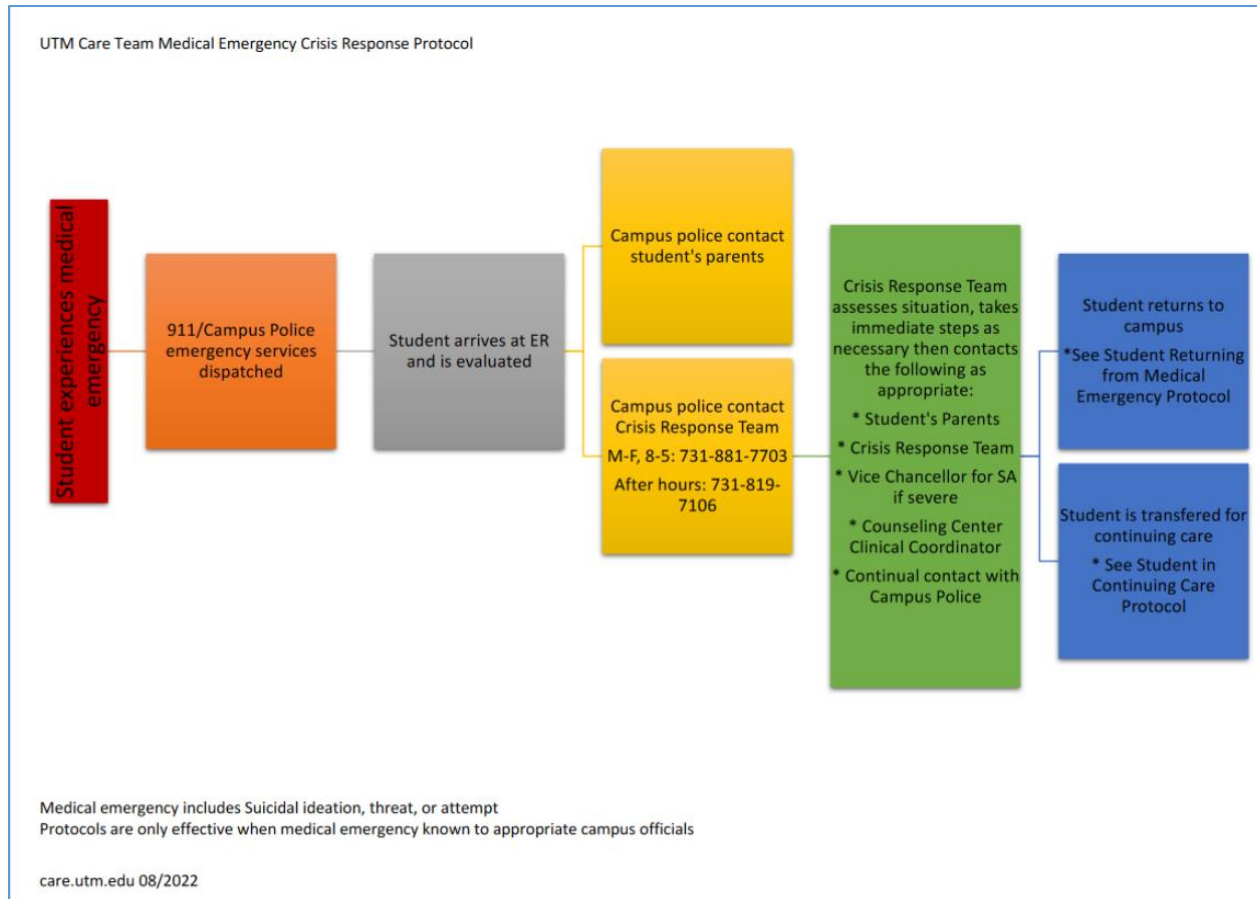 UTM Care Team Medical Emergency Crisis Response Protocol
Student experiences medical
emergency
911/Campus Police
emergency services
dispatched
Student arrives at ER
and is evaluated
Campus police contact
student's parents
Campus police contact
Crisis Response Team
M-F, 8-5: 731-881-7703
After hours: 731-819-
7106
Crisis Response Team
assesses situation, takes
immediate steps as
necessary then contacts
the following as
appropriate:
* Student's Parents
* Crisis Response Team
* Vice Chancellor for SA
if severe
* Counseling Center
Clinical Coordinator
* Continual contact with
Campus Police
Student returns to
campus
*See Student Returning
from Medical
Emergency Protocol
Student is transfered for
continuing care
* See Student in
Continuing Care
Protocol
Medical emergency includes Suicidal ideation, threat, or attempt
Protocols are only effective when medical emergency known to appropriate campus officials
care.utm.edu 08/2022